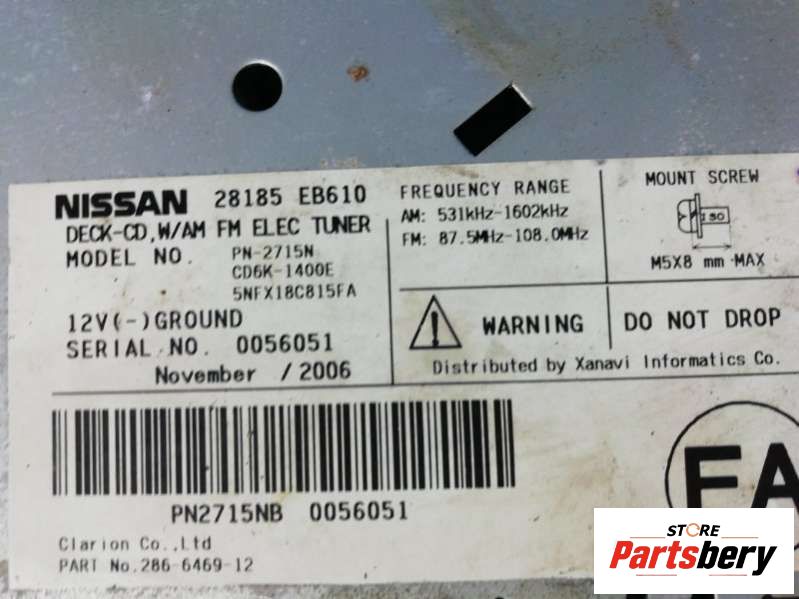 NISSAN 28185 EB610
DECK-CD, W/AM FM ELEC TUNER
MODEL NO. PN-2715N
CD6K-1400E
5NFX18C815FA
12V(-)GROUND
SERIAL NO. 0056051
November /2006
FREQUENCY RANGE
AM: 531kHz-1602kHz
FM: 87.5MHz-108.0MHz
MOUNT SCREW
ISO
M5X8 mm MAX
WARNING
DO NOT DROP
Distributed by Xanavi Informatics Co.
PN2715NB 0056051
Clarion Co.,Ltd
PART No.286-6469-12
FA
STORE
Partsbery